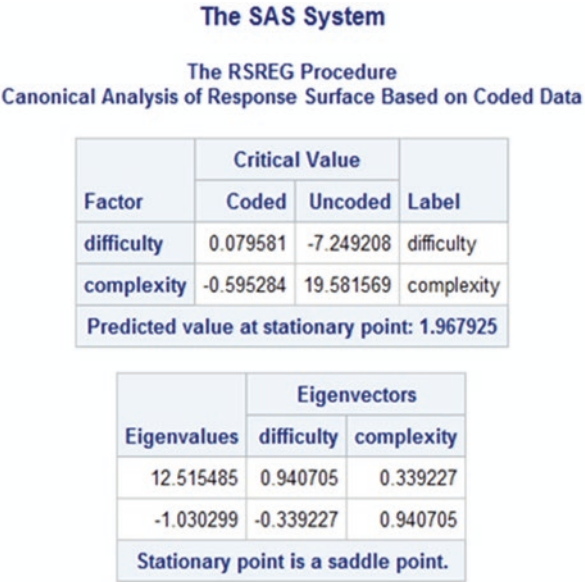 The SAS System
The RSREG Procedure
Canonical Analysis of Response Surface Based on Coded Data
Critical Value
Factor Coded Uncoded Label
difficulty 0.079581 -7.249208 difficulty
complexity -0.595284 19.581569 complexity
Predicted value at stationary point: 1.967925
Eigenvectors
Eigenvalues difficulty complexity
12.515485 0.940705 0.339227
-1.030299 -0.339227 0.940705
Stationary point is a saddle point.